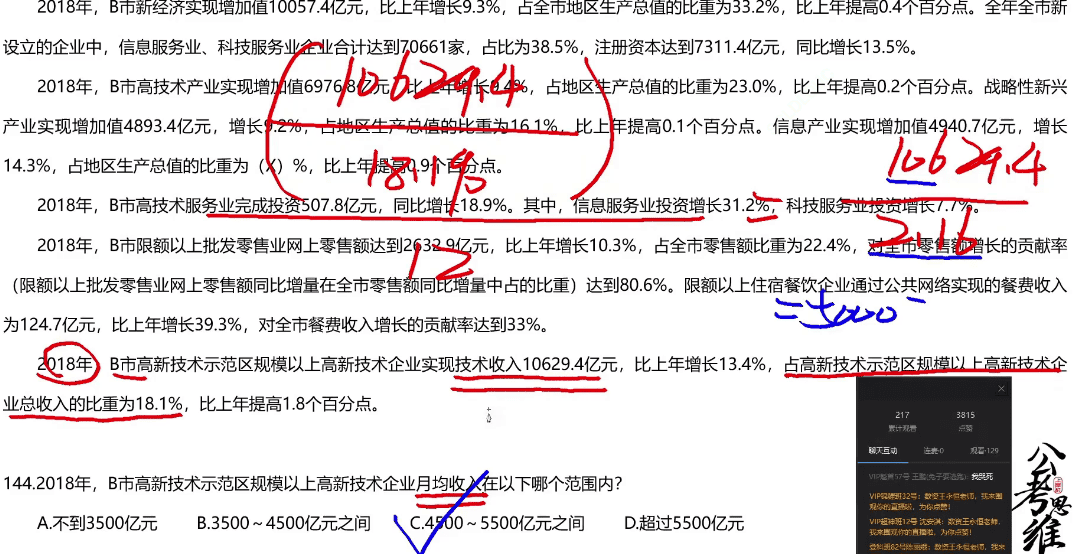 2018年，B市新经济实现增加值10057.4亿元，比上年增长9.3%，占全市地区生产总值的比重为33.2%，比上年提高0.4个百分点。全年全市新
设立的企业中，信息服务业、科技服务业企业合计达到70661家，占比为38.5%，注册资本达到7311.4亿元，同比增长13.5%。
2018年，B市高技术产业实现增加值6976.8亿元，比上年增长9.4%，占地区生产总值的比重为23.0%，比上年提高0.2个百分点。战略性新兴
产业实现增加值4893.4亿元，增长9.2%，占地区生产总值的比重为16.1%，比上年提高0.1个百分点。信息产业实现增加值4940.7亿元，增长
14.3%，占地区生产总值的比重为（X）%，比上年提高0.9个百分点。
10629.4
18.1%
12
10629.4
2.16
=5000
2018年，B市高技术服务业完成投资507.8亿元，同比增长18.9%。其中，信息服务业投资增长31.2%，科技服务业投资增长7.7%。
2018年，B市限额以上批发零售业网上零售额达到2632.9亿元，比上年增长10.3%，占全市零售额比重为22.4%，对全市零售额增长的贡献率
（限额以上批发零售业网上零售额同比增量在全市零售额同比增量中占的比重）达到80.6%。限额以上住宿餐饮企业通过公共网络实现的餐费收入
为124.7亿元，比上年增长39.3%，对全市餐费收入增长的贡献率达到33%。
2018年，B市高新技术示范区规模以上高新技术企业实现技术收入10629.4亿元，比上年增长13.4%，占高新技术示范区规模以上高新技术企
业总收入的比重为18.1%，比上年提高1.8个百分点。
217 3815
累计观看 点赞
聊天互动 连麦·0 观看·129
我哭死
144.2018年，B市高新技术示范区规模以上高新技术企业月均收入在以下哪个范围内？
A.不到3500亿元 B.3500～4500亿元之间 C.4500～5500亿元之间 D.超过5500亿元
公考思维